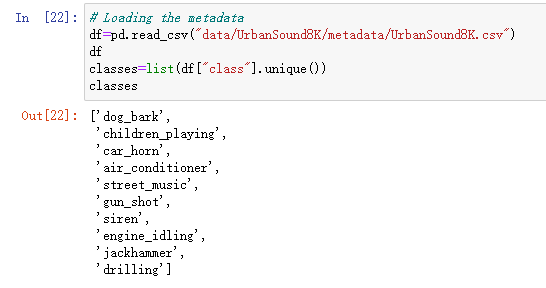 In [22]: # Loading the metadata
df=pd.read_csv("data/UrbanSound8K/metadata/UrbanSound8K.csv")
df
classes=list(df["class"].unique())
classes
Out[22]: ['dog_bark',
'children_playing',
'car_horn',
'air_conditioner',
'street_music',
'gun_shot',
'siren',
'engine_idling',
'jackhammer',
'drilling']